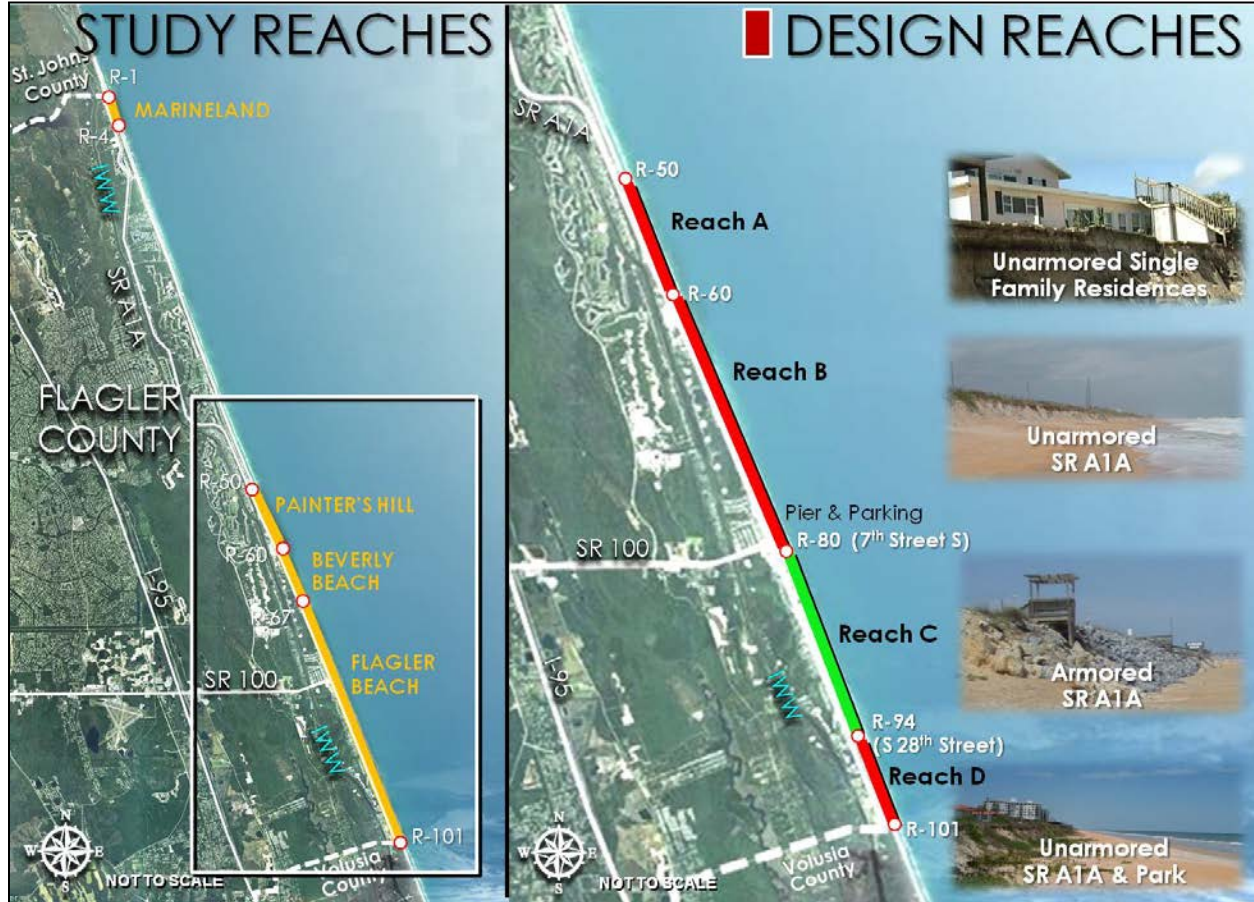 STUDY REACHES
St. Johns
County
R-1
MARINELAND
R-4
IWW
SR A1A
FLAGLER
COUNTY
R-50
PAINTER'S HILL
R-60
BEVERLY
BEACH
R-67
I-95
FLAGLER
BEACH
SR 100
IWW
R-101
Volusia
County
N
W
E
S
NOT TO SCALE
DESIGN REACHES
SR A1A
R-50
Reach A
R-60
Reach B
Pier & Parking
R-80 (7th Street S)
SR 100
Reach C
I-95
IWW
R-94
(S 28th Street)
Reach D
R-101
Volusia
County
N
W
E
S
NOT TO SCALE
Unarmored Single
Family Residences
Unarmored
SR A1A
Armored
SR A1A
Unarmored
SR A1A & Park